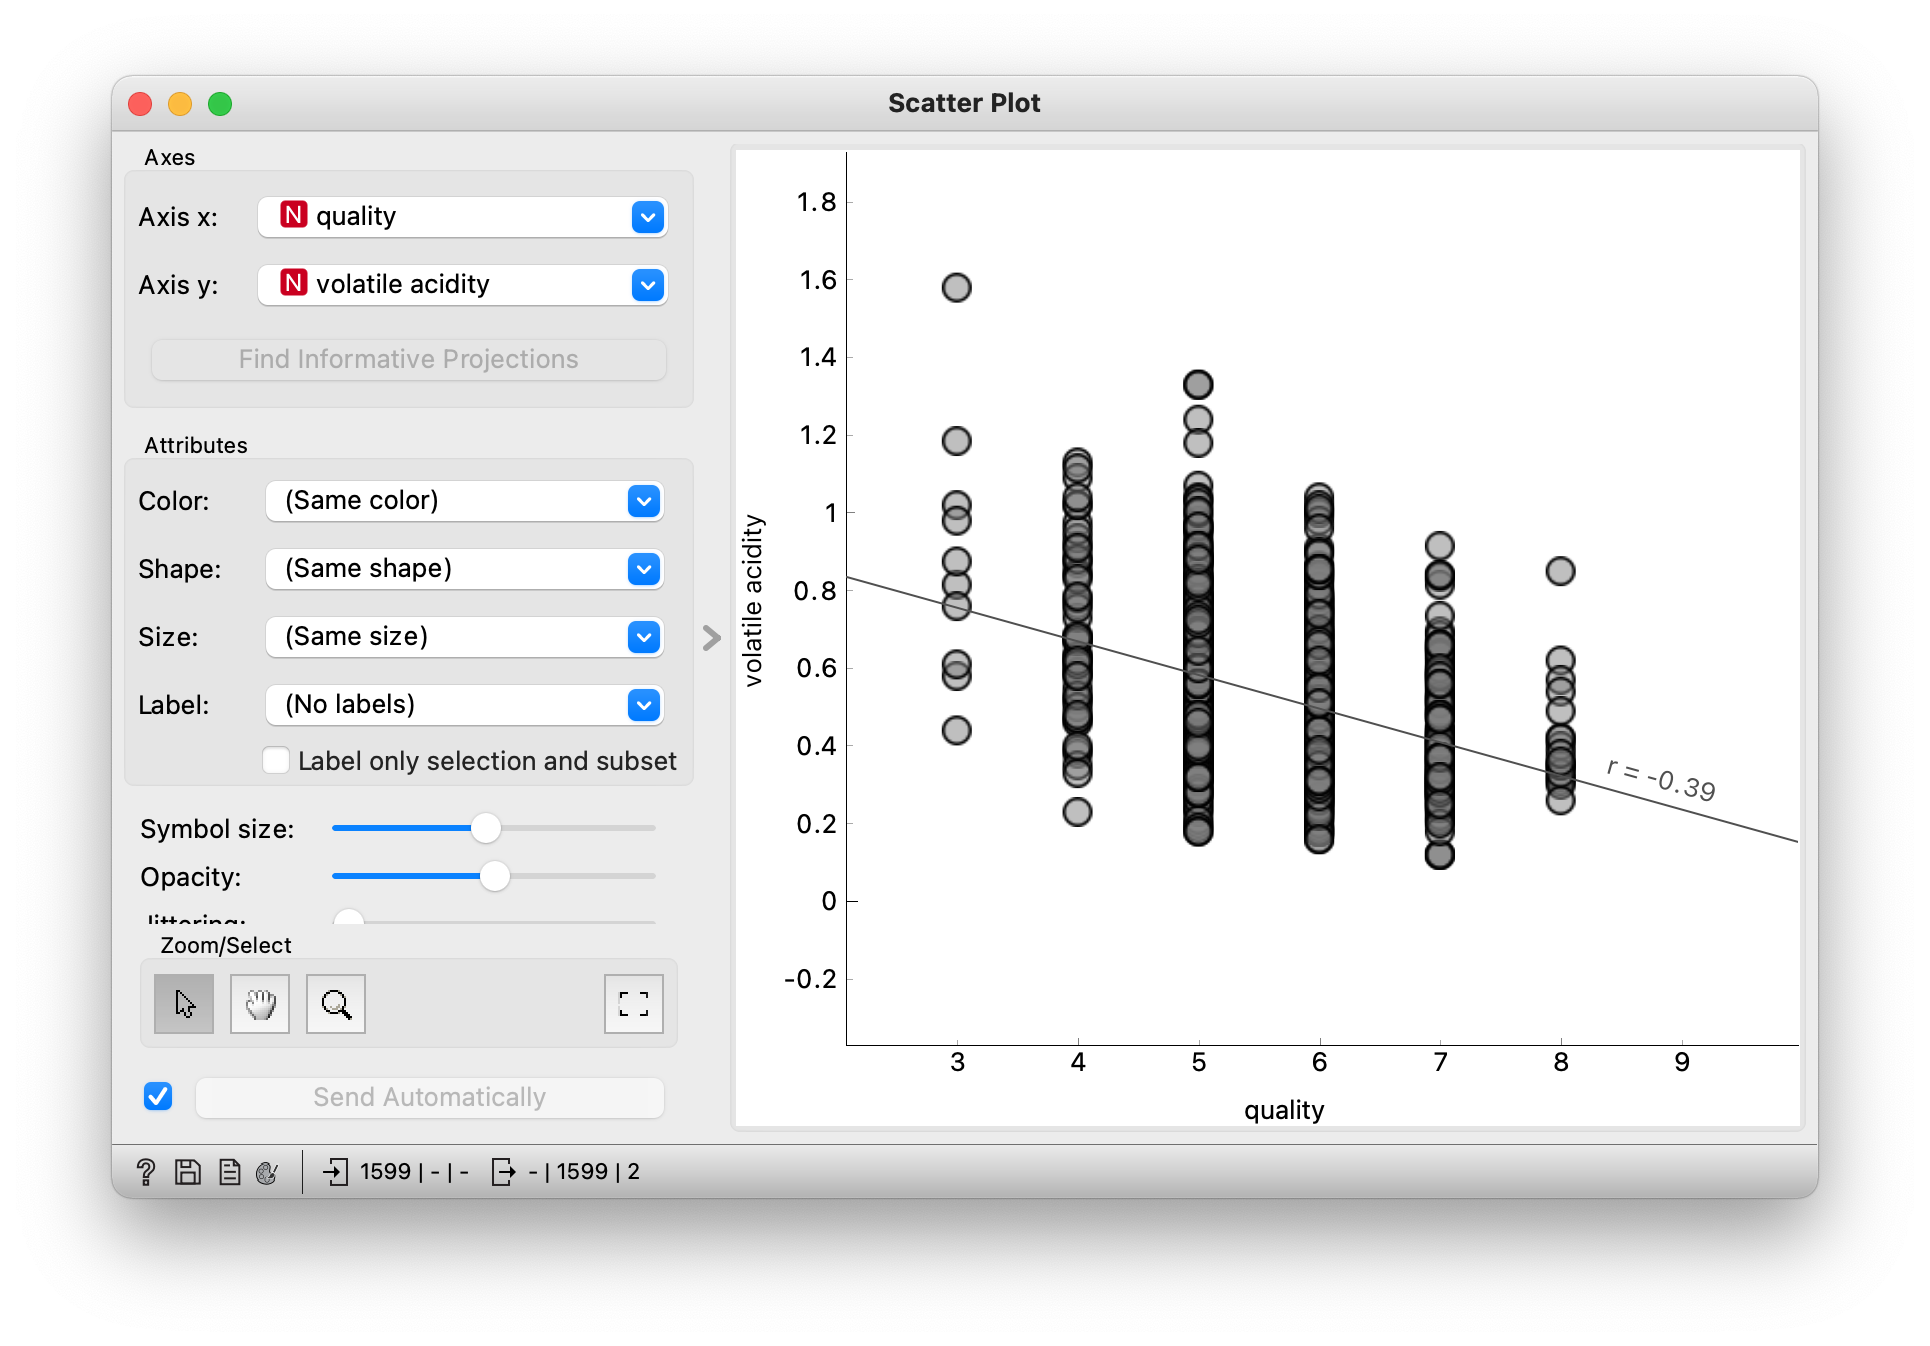 Scatter Plot
Axes
Axis x: N quality
Axis y: N volatile acidity
Find Informative Projections
Attributes
Color: (Same color)
Shape: (Same shape)
Size: (Same size)
Label: (No labels)
Label only selection and subset
Symbol size:
Opacity:
Jittering:
Zoom/Select
Send Automatically
? 1599 | - | - - | 1599 | 2
volatile acidity
1.8
1.6
1.4
1.2
1
0.8
0.6
0.4
0.2
0
-0.2
r = -0.39
3 4 5 6 7 8 9
quality